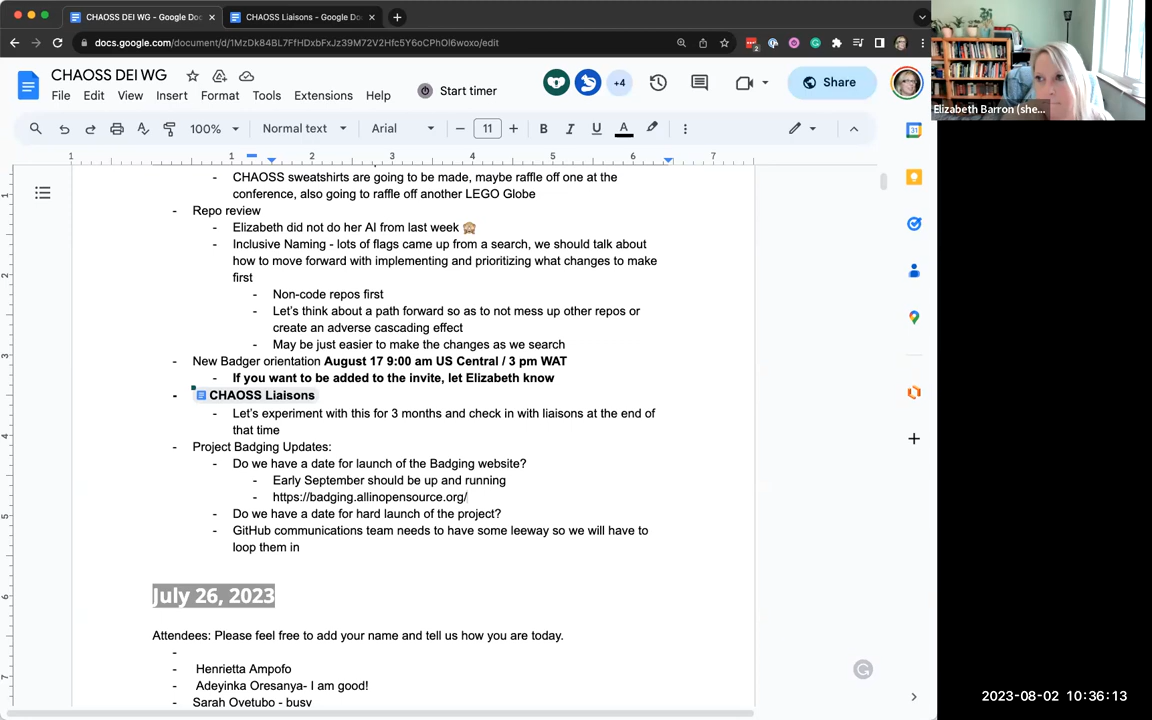 CHAOSS DEI WG - Google Doc
CHAOSS Liaisons - Google Do
docs.google.com/document/d/1MzDk84BL7FfHDxbFxJz39M72V2Hfc5Y6oCPhOl6woxo/edit
CHAOSS DEI WG
+4
Start timer
Share
File Edit View Insert Format Tools Extensions Help
100% Normal text Arial 11 B I U A
1 1 2 3 4 5 6 7
- CHAOSS sweatshirts are going to be made, maybe raffle off one at the
conference, also going to raffle off another LEGO Globe
- Repo review
- Elizabeth did not do her AI from last week 🙈
- Inclusive Naming - lots of flags came up from a search, we should talk about
how to move forward with implementing and prioritizing what changes to make
first
- Non-code repos first
- Let's think about a path forward so as to not mess up other repos or
create an adverse cascading effect
- May be just easier to make the changes as we search
- New Badger orientation August 17 9:00 am US Central / 3 pm WAT
- If you want to be added to the invite, let Elizabeth know
- CHAOSS Liaisons
- Let's experiment with this for 3 months and check in with liaisons at the end of
that time
- Project Badging Updates:
- Do we have a date for launch of the Badging website?
- Early September should be up and running
- https://badging.allinopensource.org/
- Do we have a date for hard launch of the project?
- GitHub communications team needs to have some leeway so we will have to
loop them in
July 26, 2023
Attendees: Please feel free to add your name and tell us how you are today.
-
- Henrietta Ampofo
- Adeyinka Oresanya- I am good!
- Sarah Ovetubo - busy
Elizabeth Barron (she...
2023-08-02 10:36:13